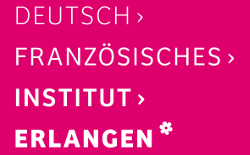 DEUTSCH ›
FRANZÖSISCHES ›
INSTITUT ›
ERLANGEN